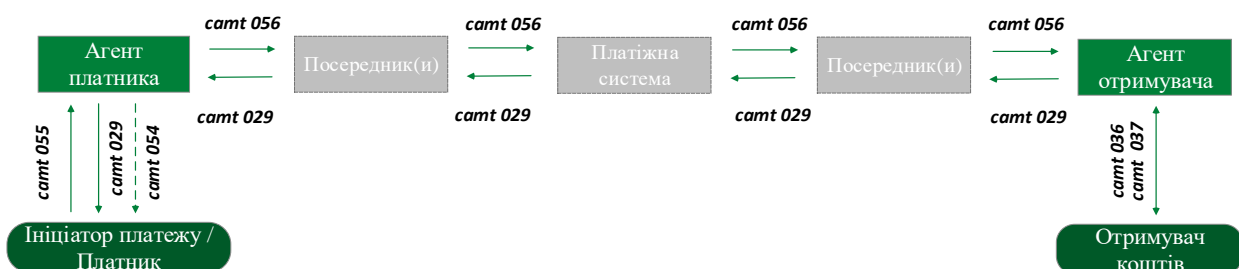 camt 056
camt 056
camt 056
camt 056
Агент
платника
Посередник(и)
Платіжна
система
Посередник(и)
Агент
отримувача
camt 029
camt 029
camt 029
camt 029
camt 055
camt 029
camt 054
camt 036
camt 037
Ініціатор платежу /
Платник
Отримувач
коштів